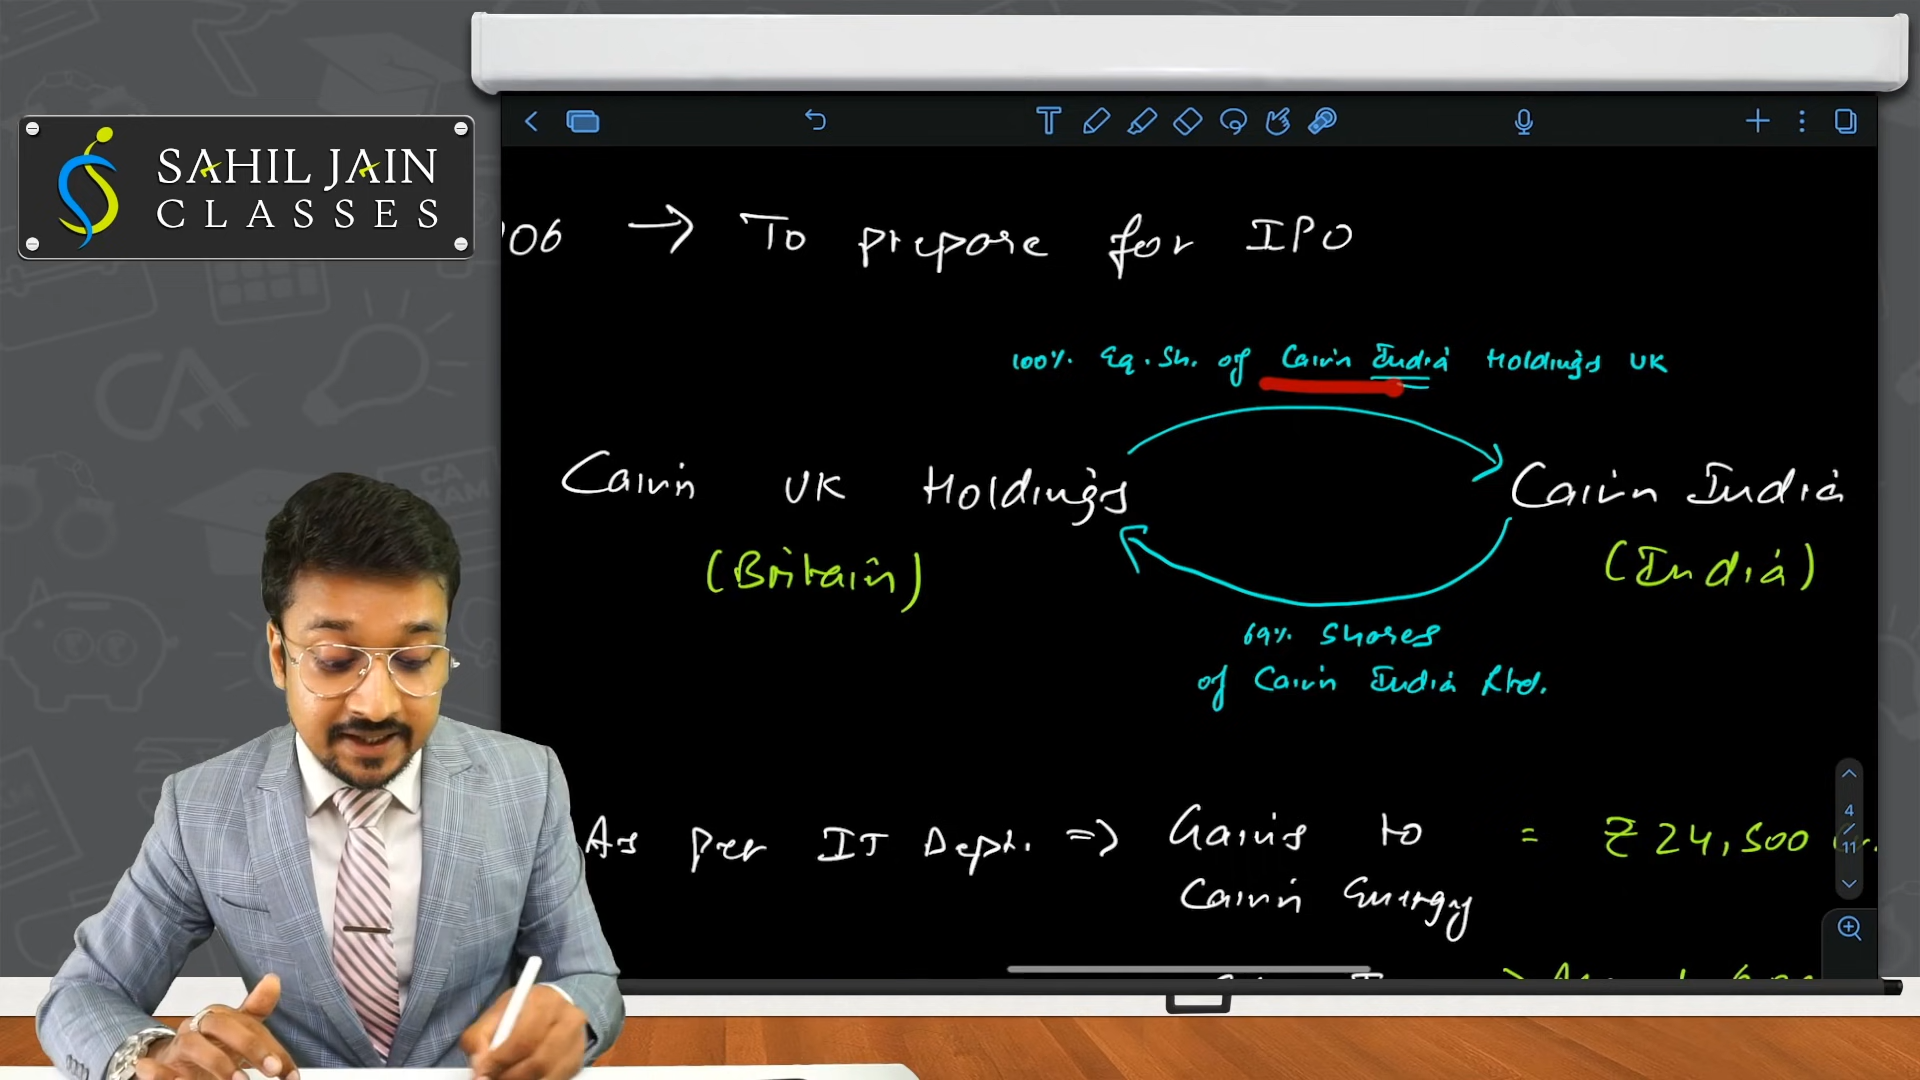 SAHIL JAIN
CLASSES
'06 → To prepare for IPO
100%. Eq. Sh. of Cairn India Holdings UK
Cairn UK Holdings
Cairn India
(Britain)
(India)
69%. Shares
of Cairn India Ltd.
As Per IT Dept. => Gains to = ₹ 24,500
Cairn Energy
4
11